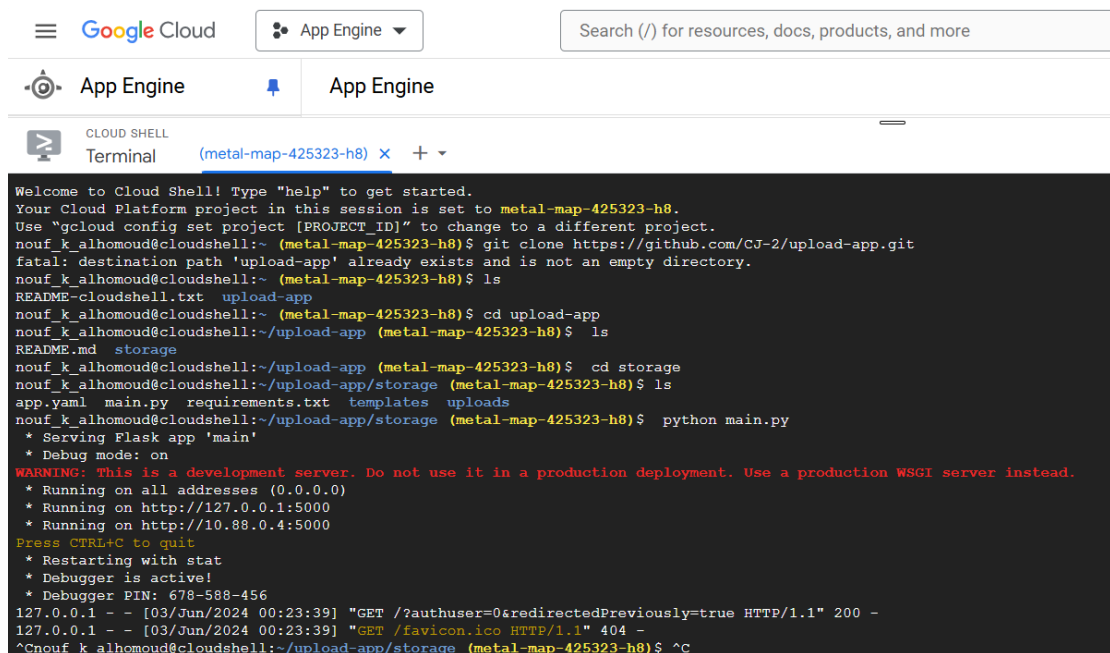 Google Cloud
App Engine
Search (/) for resources, docs, products, and more
App Engine
App Engine
CLOUD SHELL
Terminal
(metal-map-425323-h8)
Welcome to Cloud Shell! Type "help" to get started.
Your Cloud Platform project in this session is set to metal-map-425323-h8.
Use “gcloud config set project [PROJECT_ID]” to change to a different project.
nouf_k_alhomoud@cloudshell:~ (metal-map-425323-h8)$ git clone https://github.com/CJ-2/upload-app.git
fatal: destination path 'upload-app' already exists and is not an empty directory.
nouf_k_alhomoud@cloudshell:~ (metal-map-425323-h8)$ ls
README-cloudshell.txt  upload-app
nouf_k_alhomoud@cloudshell:~ (metal-map-425323-h8)$ cd upload-app
nouf_k_alhomoud@cloudshell:~/upload-app (metal-map-425323-h8)$  ls
README.md  storage
nouf_k_alhomoud@cloudshell:~/upload-app (metal-map-425323-h8)$  cd storage
nouf_k_alhomoud@cloudshell:~/upload-app/storage (metal-map-425323-h8)$ ls
app.yaml  main.py  requirements.txt  templates  uploads
nouf_k_alhomoud@cloudshell:~/upload-app/storage (metal-map-425323-h8)$  python main.py
 * Serving Flask app 'main'
 * Debug mode: on
WARNING: This is a development server. Do not use it in a production deployment. Use a production WSGI server instead.
 * Running on all addresses (0.0.0.0)
 * Running on http://127.0.0.1:5000
 * Running on http://10.88.0.4:5000
Press CTRL+C to quit
 * Restarting with stat
 * Debugger is active!
 * Debugger PIN: 678-588-456
127.0.0.1 - - [03/Jun/2024 00:23:39] "GET /?authuser=0&redirectedPreviously=true HTTP/1.1" 200 -
127.0.0.1 - - [03/Jun/2024 00:23:39] "GET /favicon.ico HTTP/1.1" 404 -
^Cnouf_k_alhomoud@cloudshell:~/upload-app/storage (metal-map-425323-h8)$ ^C